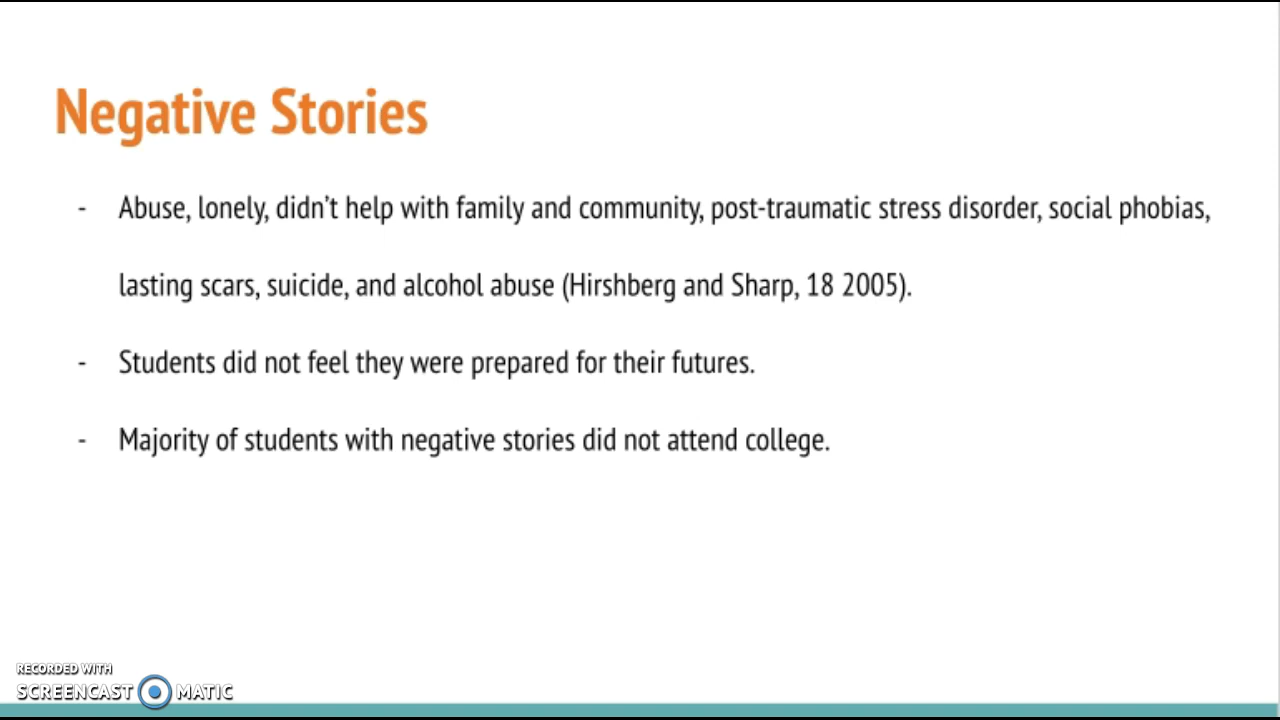 Negative Stories
- Abuse, lonely, didn't help with family and community, post-traumatic stress disorder, social phobias,
lasting scars, suicide, and alcohol abuse (Hirshberg and Sharp, 18 2005).
- Students did not feel they were prepared for their futures.
- Majority of students with negative stories did not attend college.
RECORDED WITH
SCREENCAST MATIC